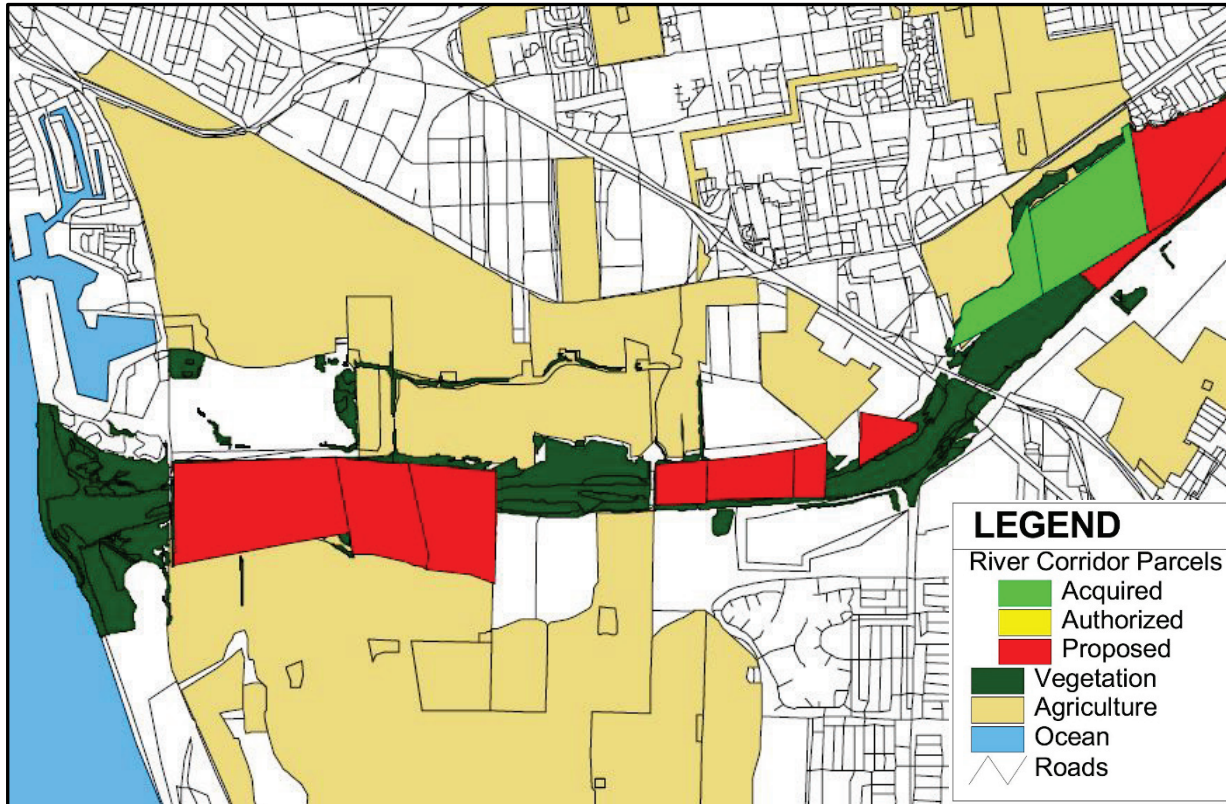 LEGEND
River Corridor Parcels
Acquired
Authorized
Proposed
Vegetation
Agriculture
Ocean
Roads